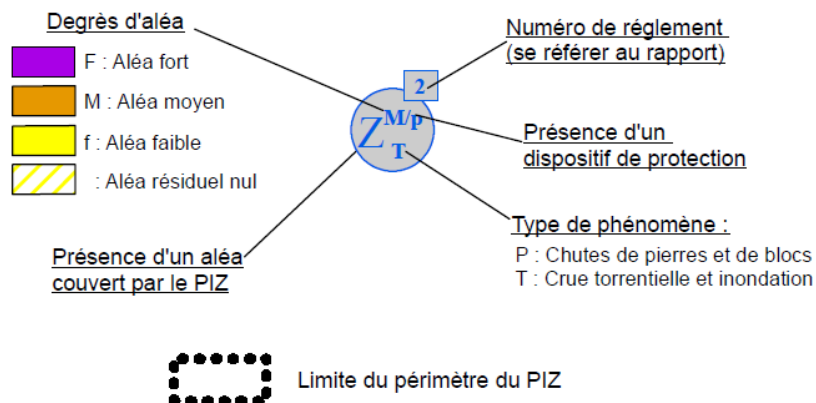 Degrès d'aléa
F : Aléa fort
M : Aléa moyen
f : Aléa faible
: Aléa résiduel nul
Numéro de réglement
(se référer au rapport)
2
Z M/p
T
Présence d'un
dispositif de protection
Type de phénomène :
P : Chutes de pierres et de blocs
T : Crue torrentielle et inondation
Présence d'un aléa
couvert par le PIZ
Limite du périmètre du PIZ